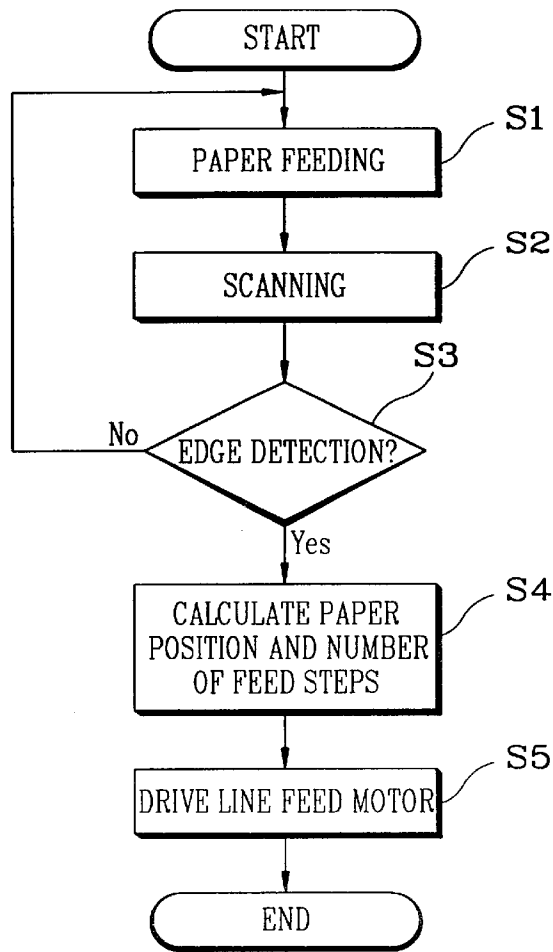 START
S1
PAPER FEEDING
S2
SCANNING
S3
No
EDGE DETECTION?
Yes
S4
CALCULATE PAPER
POSITION AND NUMBER
OF FEED STEPS
S5
DRIVE LINE FEED MOTOR
END